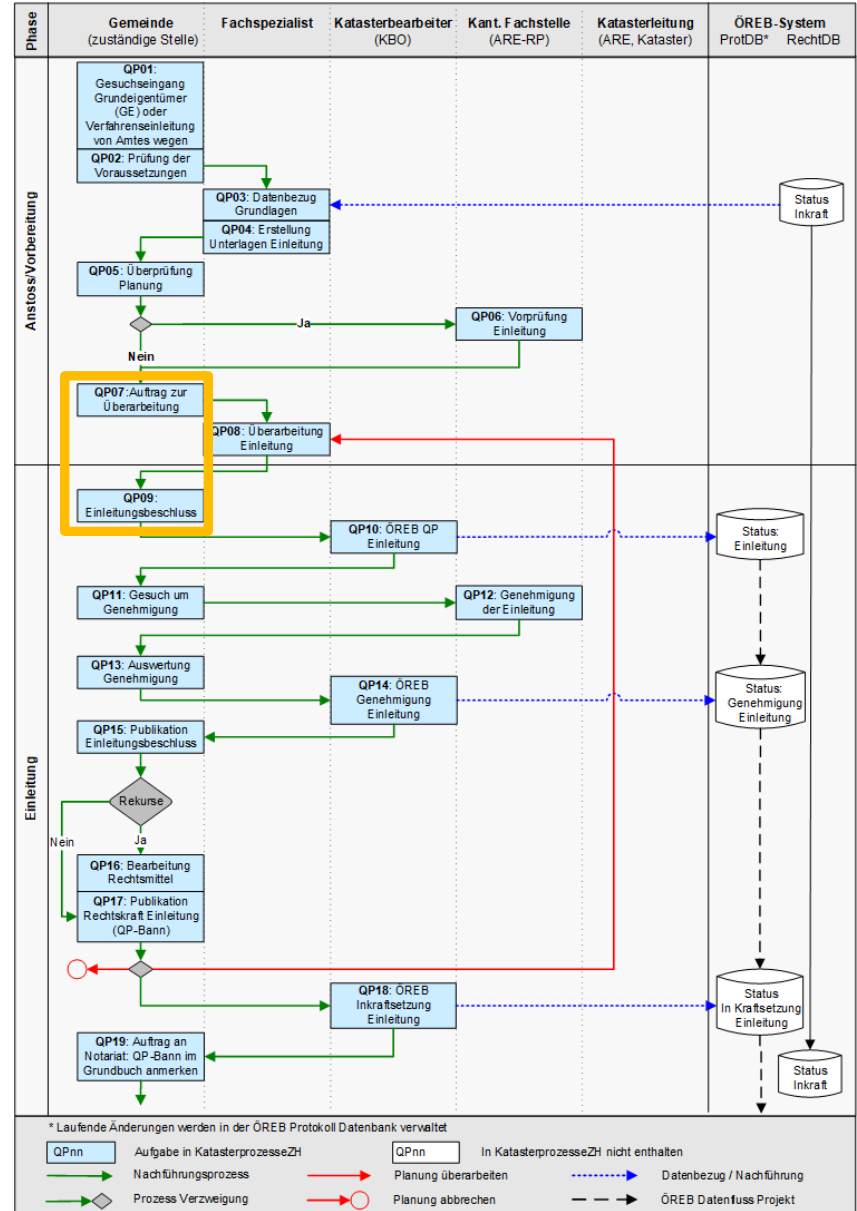 Phase
Gemeinde
(zuständige Stelle)
Fachspezialist
Katasterbearbeiter
(KBO)
Kant. Fachstelle
(ARE-RP)
Katasterleitung
(ARE, Kataster)
ÖREB-System
ProtDB* RechtDB
Anstoss/Vorbereitung
QP01:
Gesuchseingang
Grundeigentümer
(GE) oder
Verfahrenseinleitung
von Amtes wegen
QP02: Prüfung der
Voraussetzungen
QP03: Datenbezug
Grundlagen
Status
Inkraft
QP04: Erstellung
Unterlagen Einleitung
QP05: Überprüfung
Planung
Ja
QP06: Vorprüfung
Einleitung
Nein
QP07:Auftrag zur
Überarbeitung
QP08: Überarbeitung
Einleitung
Einleitung
QP09:
Einleitungsbeschluss
QP10: ÖREB QP
Einleitung
Status:
Einleitung
QP11: Gesuch um
Genehmigung
QP12: Genehmigung
der Einleitung
QP13: Auswertung
Genehmigung
QP14: ÖREB
Genehmigung
Einleitung
Status:
Genehmigung
Einleitung
QP15: Publikation
Einleitungsbeschluss
Rekurse
Nein
Ja
QP16: Bearbeitung
Rechtsmittel
QP17: Publikation
Rechtskraft Einleitung
(QP-Bann)
QP18: ÖREB
Inkraftsetzung
Einleitung
Status
In Kraftsetzung
Einleitung
QP19: Auftrag an
Notariat: QP-Bann im
Grundbuch anmerken
Status
Inkraft
* Laufende Änderungen werden in der ÖREB Protokoll Datenbank verwaltet
QPnn Aufgabe in KatasterprozesseZH QPnn In KatasterprozesseZH nicht enthalten
Nachführungsprozess Planung überarbeiten Datenbezug / Nachführung
Prozess Verzweigung Planung abbrechen ÖREB Datenfluss Projekt